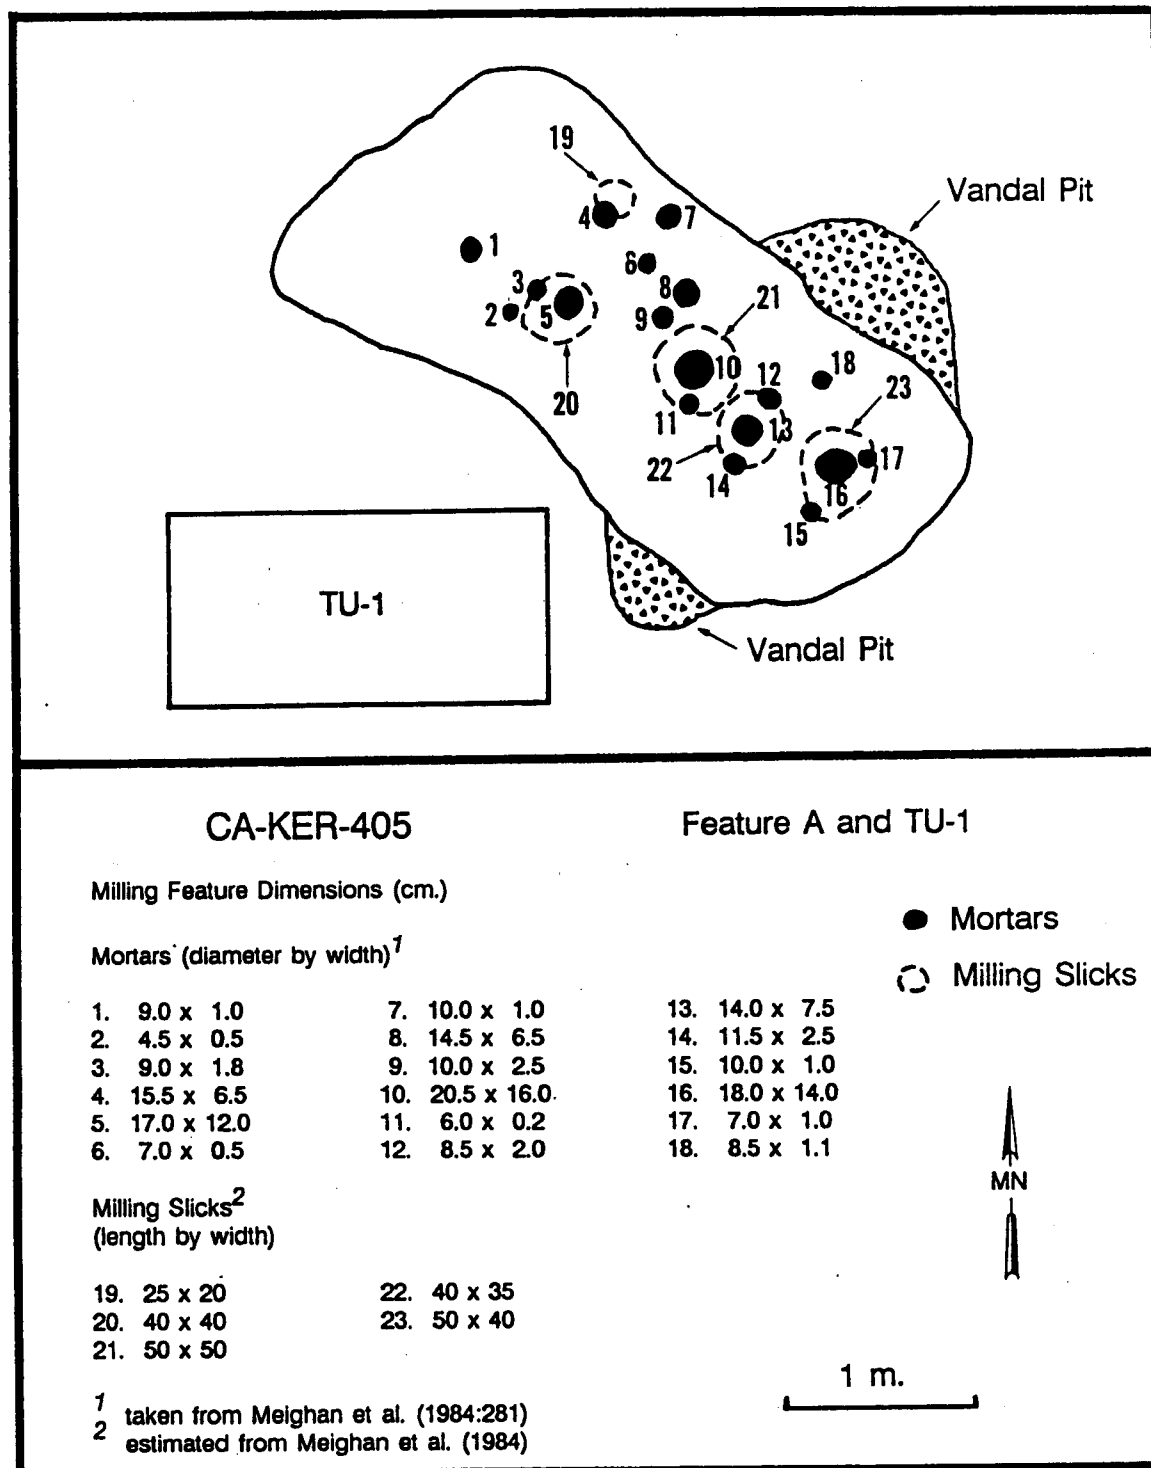 19
Vandal Pit
4
7
1
6
3
8
21
2
5
9
10
18
12
23
20
11
13
22
17
14
16
15
TU-1
Vandal Pit
CA-KER-405
Feature A and TU-1
Milling Feature Dimensions (cm.)
Mortars (diameter by width)1
Mortars
Milling Slicks
1. 9.0 x 1.0 7. 10.0 x 1.0 13. 14.0 x 7.5
2. 4.5 x 0.5 8. 14.5 x 6.5 14. 11.5 x 2.5
3. 9.0 x 1.8 9. 10.0 x 2.5 15. 10.0 x 1.0
4. 15.5 x 6.5 10. 20.5 x 16.0 16. 18.0 x 14.0
5. 17.0 x 12.0 11. 6.0 x 0.2 17. 7.0 x 1.0
6. 7.0 x 0.5 12. 8.5 x 2.0 18. 8.5 x 1.1
MN
Milling Slicks2
(length by width)
19. 25 x 20 22. 40 x 35
20. 40 x 40 23. 50 x 40
21. 50 x 50
1 m.
1 taken from Meighan et al. (1984:281)
2 estimated from Meighan et al. (1984)